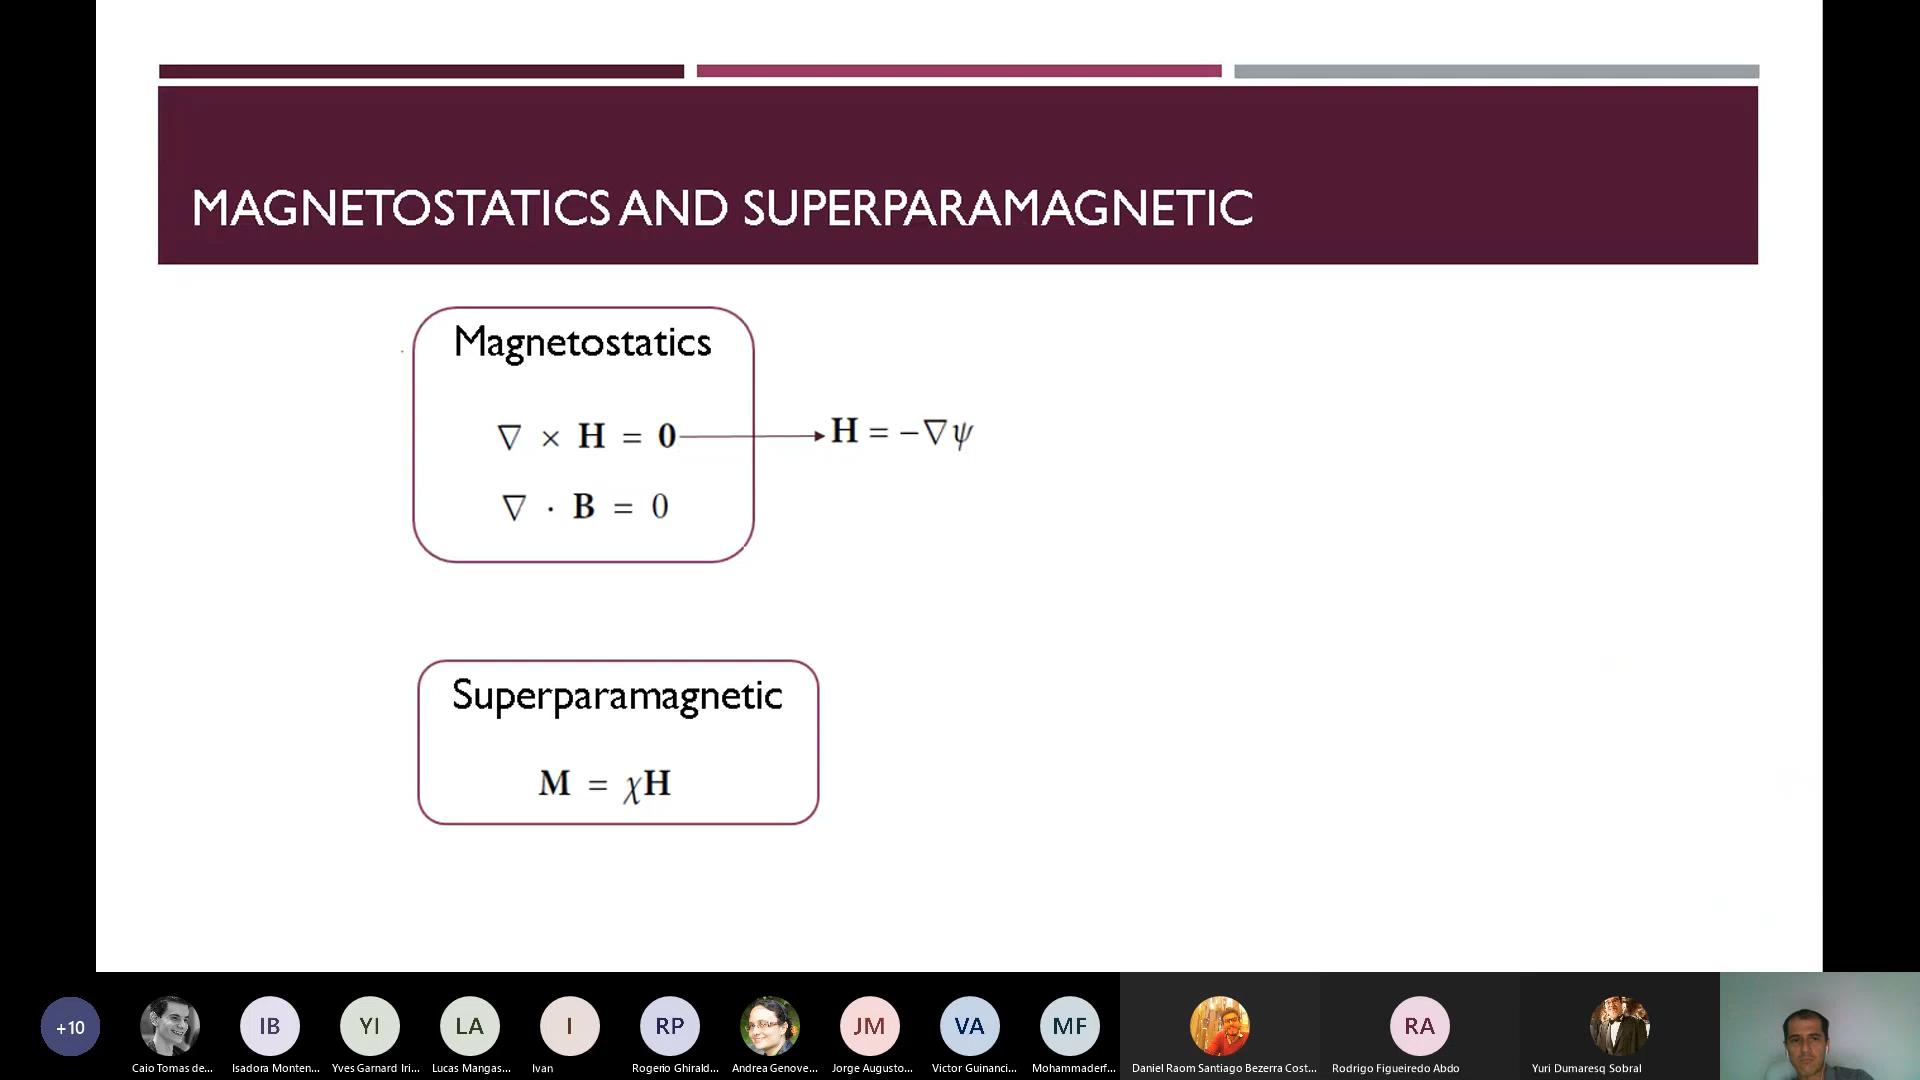 MAGNETOSTATICS AND SUPERPARAMAGNETIC
Magnetostatics
∇ × H = 0
H = −∇ψ
∇ · B = 0
Superparamagnetic
M = χH
+10
IB
YI
LA
I
RP
JM
VA
MF
RA
Caio Tomas de...
Isadora Monten...
Yves Garnard Iri...
Lucas Mangas...
Ivan
Rogerio Ghirald...
Andrea Genove...
Jorge Augusto...
Victor Guinanci...
Mohammaderf...
Daniel Raom Santiago Bezerra Cost...
Rodrigo Figueiredo Abdo
Yuri Dumaresq Sobral